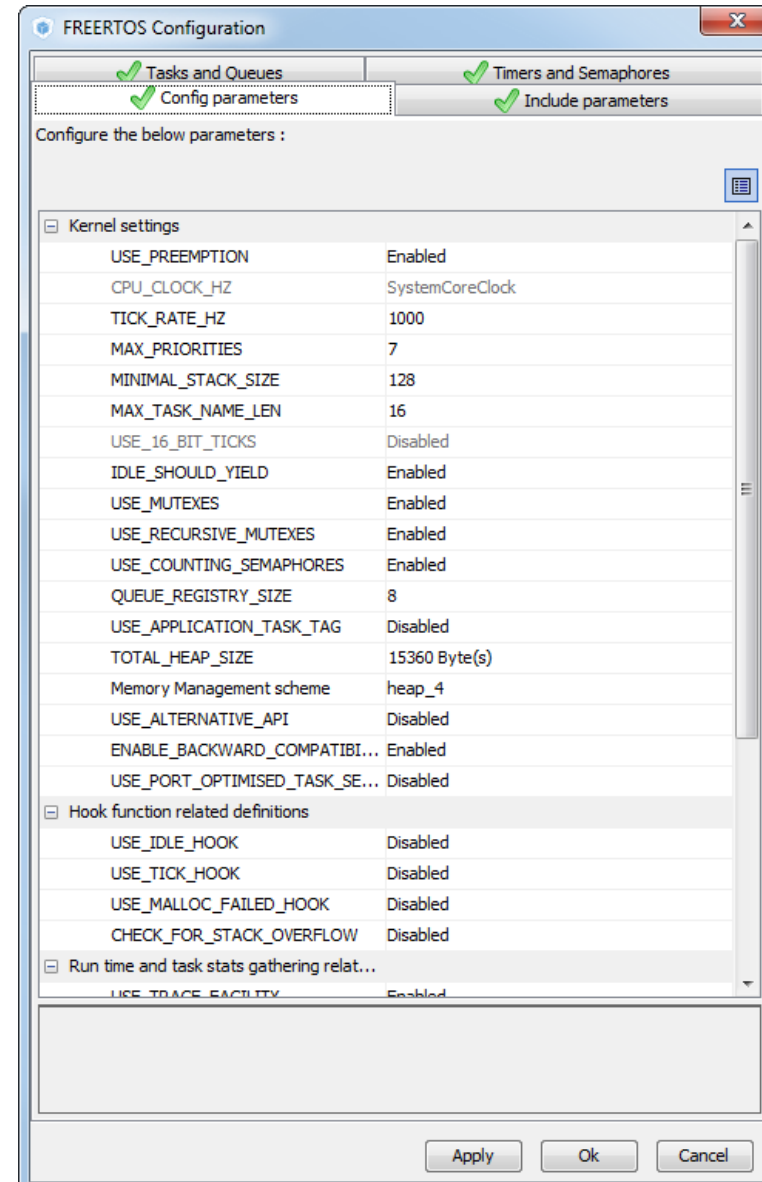 FREERTOS Configuration
Tasks and Queues
Timers and Semaphores
Config parameters
Include parameters
Configure the below parameters :
Kernel settings
USE_PREEMPTION Enabled
CPU_CLOCK_HZ SystemCoreClock
TICK_RATE_HZ 1000
MAX_PRIORITIES 7
MINIMAL_STACK_SIZE 128
MAX_TASK_NAME_LEN 16
USE_16_BIT_TICKS Disabled
IDLE_SHOULD_YIELD Enabled
USE_MUTEXES Enabled
USE_RECURSIVE_MUTEXES Enabled
USE_COUNTING_SEMAPHORES Enabled
QUEUE_REGISTRY_SIZE 8
USE_APPLICATION_TASK_TAG Disabled
TOTAL_HEAP_SIZE 15360 Byte(s)
Memory Management scheme heap_4
USE_ALTERNATIVE_API Disabled
ENABLE_BACKWARD_COMPATIBI... Enabled
USE_PORT_OPTIMISED_TASK_SE... Disabled
Hook function related definitions
USE_IDLE_HOOK Disabled
USE_TICK_HOOK Disabled
USE_MALLOC_FAILED_HOOK Disabled
CHECK_FOR_STACK_OVERFLOW Disabled
Run time and task stats gathering relat...
USE_TRACE_FACILITY Enabled
Apply
Ok
Cancel